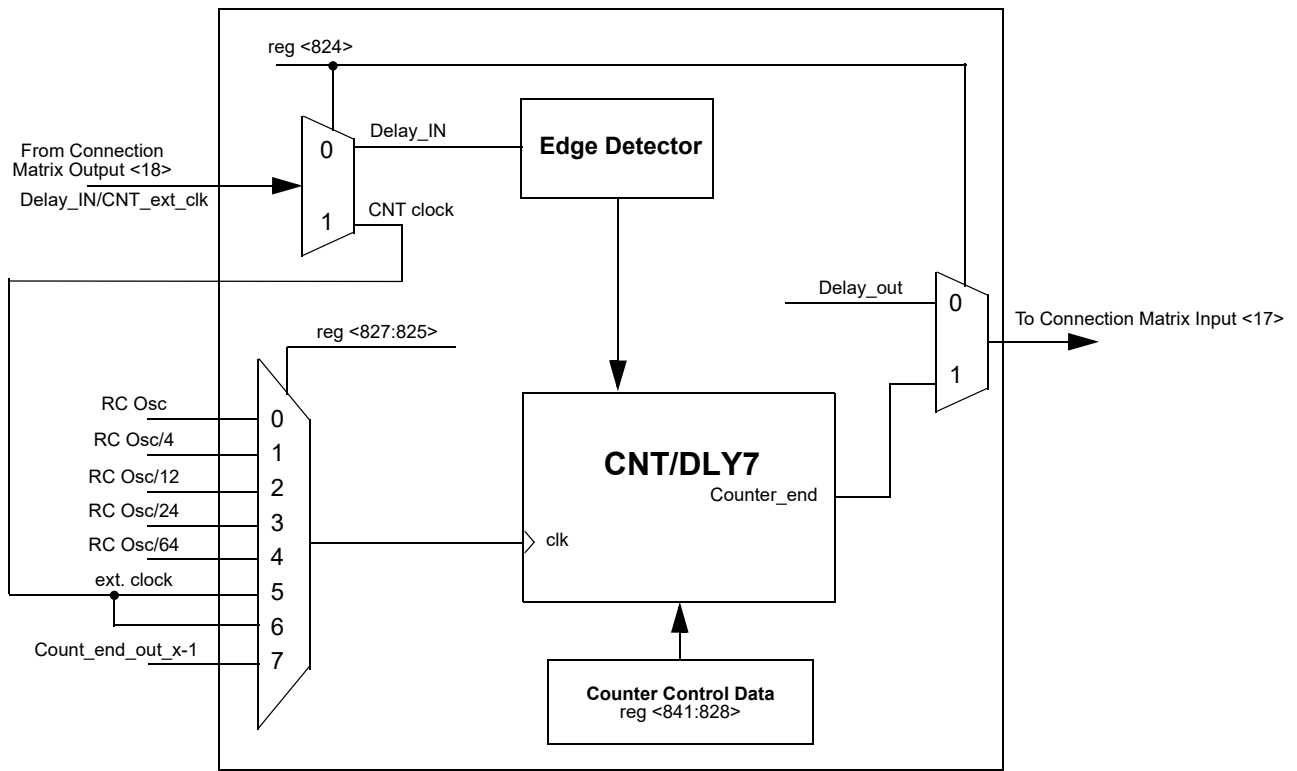 reg <824>
0
Delay_IN
Edge Detector
From Connection
Matrix Output <18>
Delay_IN/CNT_ext_clk
1
CNT clock
Delay_out
0
To Connection Matrix Input <17>
reg <827:825>
1
RC Osc
0
RC Osc/4
1
CNT/DLY7
RC Osc/12
2
Counter_end
RC Osc/24
3
RC Osc/64
4
clk
ext. clock
5
6
Count_end_out_x-1
7
Counter Control Data
reg <841:828>